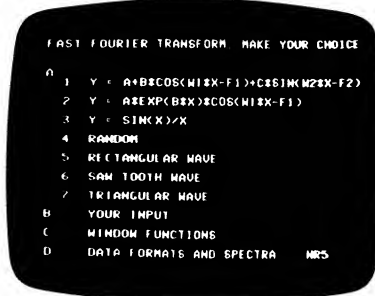 FAST FOURIER TRANSFORM, MAKE YOUR CHOICE
A
1 Y = A+B*COS(W1*X-F1)+C*SIN(W2*X-F2)
2 Y = A*EXP(B*X)*COS(W1*X-F1)
3 Y = SIN(X)/X
4 RANDOM
5 RECTANGULAR WAVE
6 SAW TOOTH WAVE
7 TRIANGULAR WAVE
B YOUR INPUT
C WINDOW FUNCTIONS
D DATA FORMATS AND SPECTRA NR5